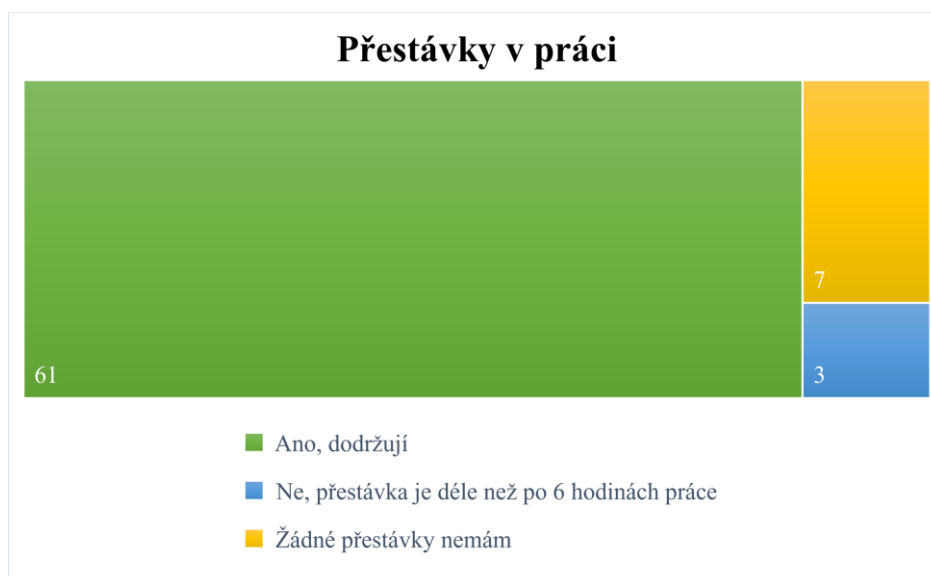 Přestávky v práci
7
61
3
Ano, dodržují
Ne, přestávka je déle než po 6 hodinách práce
Žádné přestávky nemám